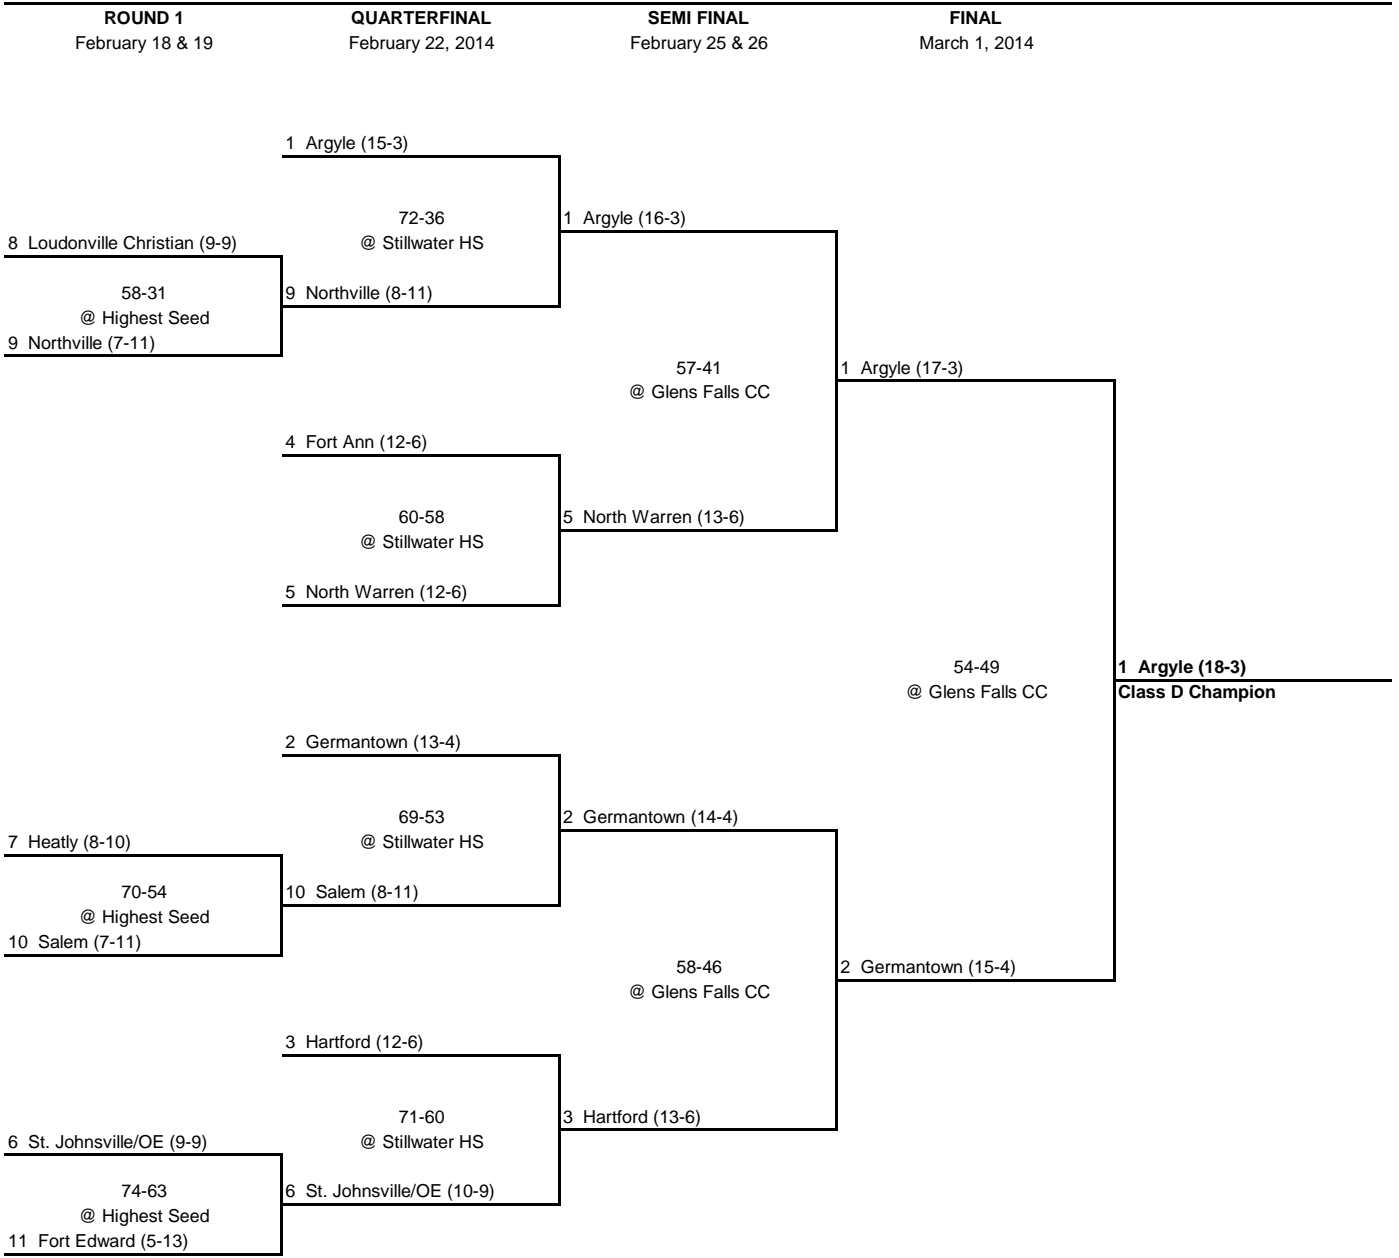 ROUND 1 QUARTERFINAL SEMI FINAL FINAL
February 18 & 19 February 22, 2014 February 25 & 26 March 1, 2014
1 Argyle (15-3)
72-36
1 Argyle (16-3)
8 Loudonville Christian (9-9)
@ Stillwater HS
58-31
9 Northville (8-11)
@ Highest Seed
9 Northville (7-11)
57-41
1 Argyle (17-3)
@ Glens Falls CC
4 Fort Ann (12-6)
60-58
5 North Warren (13-6)
@ Stillwater HS
5 North Warren (12-6)
54-49
1 Argyle (18-3)
@ Glens Falls CC
Class D Champion
2 Germantown (13-4)
69-53
2 Germantown (14-4)
7 Heatly (8-10)
@ Stillwater HS
70-54
10 Salem (8-11)
@ Highest Seed
10 Salem (7-11)
58-46
2 Germantown (15-4)
@ Glens Falls CC
3 Hartford (12-6)
71-60
3 Hartford (13-6)
6 St. Johnsville/OE (9-9)
@ Stillwater HS
74-63
6 St. Johnsville/OE (10-9)
@ Highest Seed
11 Fort Edward (5-13)